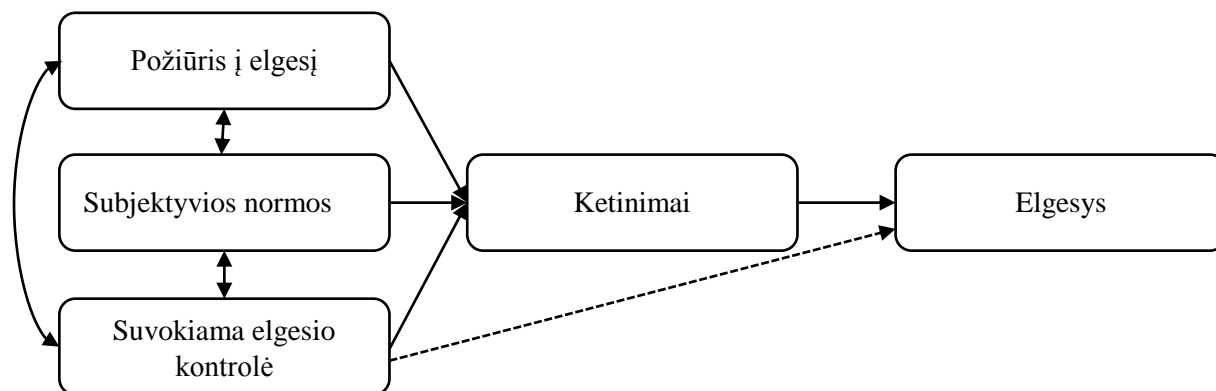 Požiūris į elgesį
Subjektyvios normos
Suvokiama elgesio
kontrolė
Ketinimai
Elgesys